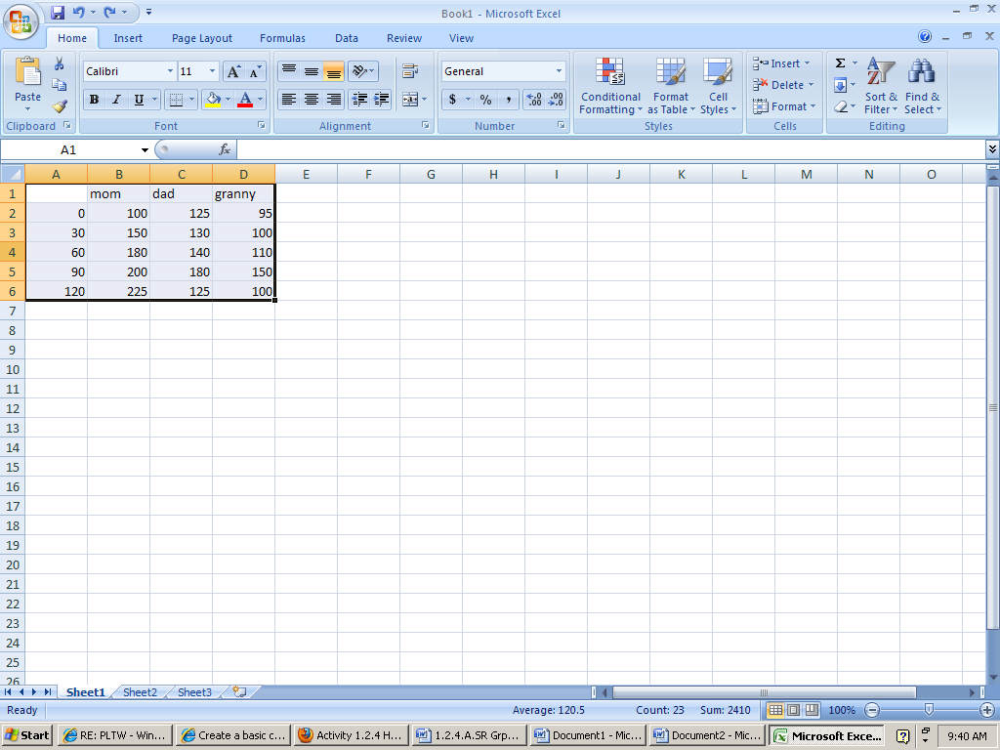 Book1 - Microsoft Excel
Home Insert Page Layout Formulas Data Review View
Calibri 11 General
Paste
B I U
$ % ,
Conditional Formatting
Format as Table
Cell Styles
Insert
Delete
Format
Σ
Sort & Filter
Find & Select
Clipboard Font Alignment Number Styles Cells Editing
A1 fx
A B C D E F G H I J K L M N O
1 mom dad granny
2 0 100 125 95
3 30 150 130 100
4 60 180 140 110
5 90 200 180 150
6 120 225 125 100
7
8
9
10
11
12
13
14
15
16
17
18
19
20
21
22
23
24
25
26
Sheet1 Sheet2 Sheet3
Ready Average: 120.5 Count: 23 Sum: 2410 100%
Start RE: PLTW - Win... Create a basic c... Activity 1.2.4 H... 1.2.4.A.SR Grp... Document1 - Mic... Document2 - Mic... Microsoft Exce... 9:40 AM